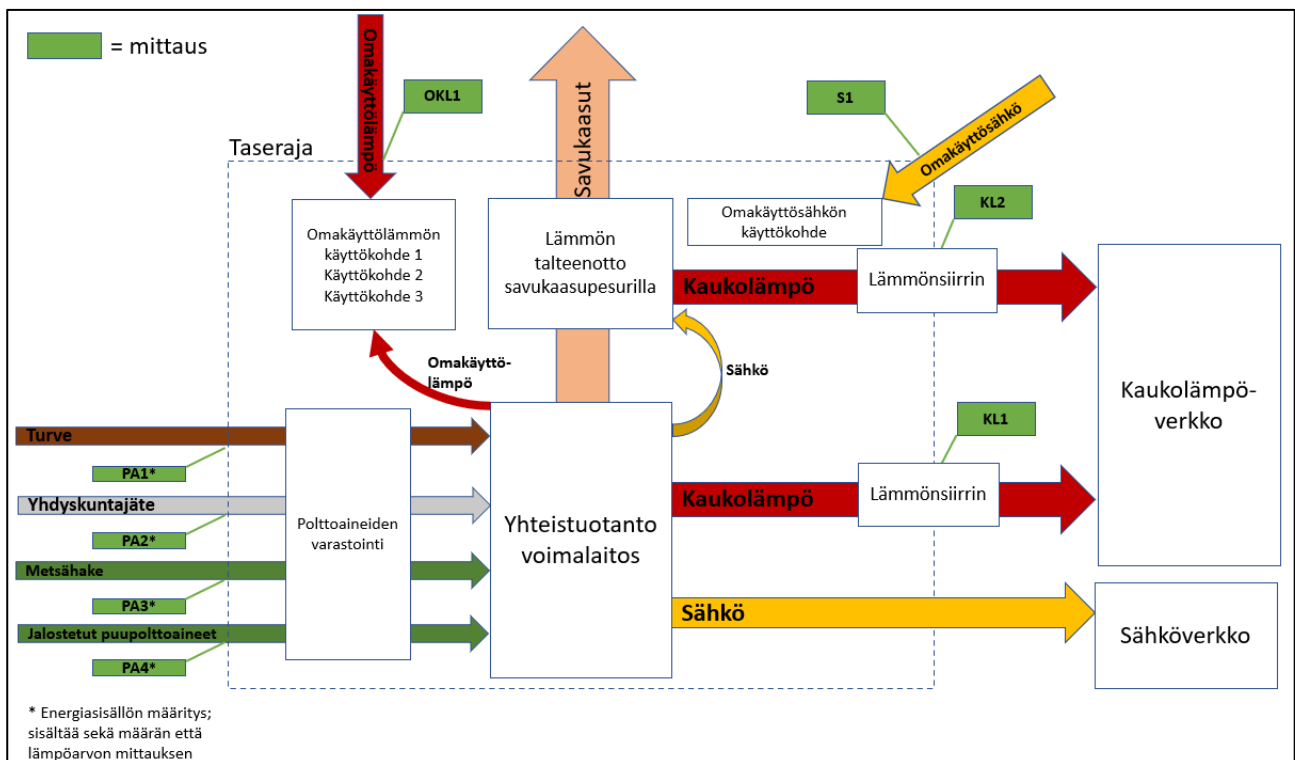 = mittaus
Omakäyttölämpö
OKL1
Savukaasut
S1
Omakäyttösähkö
Taseraja
Omakäyttölämmön
käyttökohde 1
Käyttökohde 2
Käyttökohde 3
Lämmön
talteenotto
savukaasupesurilla
Omakäyttösähkön
käyttökohde
KL2
Kaukolämpö
Lämmönsiirrin
Kaukolämpö-
verkko
Omakäyttö-
lämpö
Sähkö
KL1
Turve
PA1*
Yhdyskuntajäte
PA2*
Metsähake
PA3*
Jalostetut puupolttoaineet
PA4*
Polttoaineiden
varastointi
Yhteistuotanto
voimalaitos
Kaukolämpö
Lämmönsiirrin
Sähkö
Sähköverkko
* Energiasisällön määritys;
sisältää sekä määrän että
lämpöarvon mittauksen